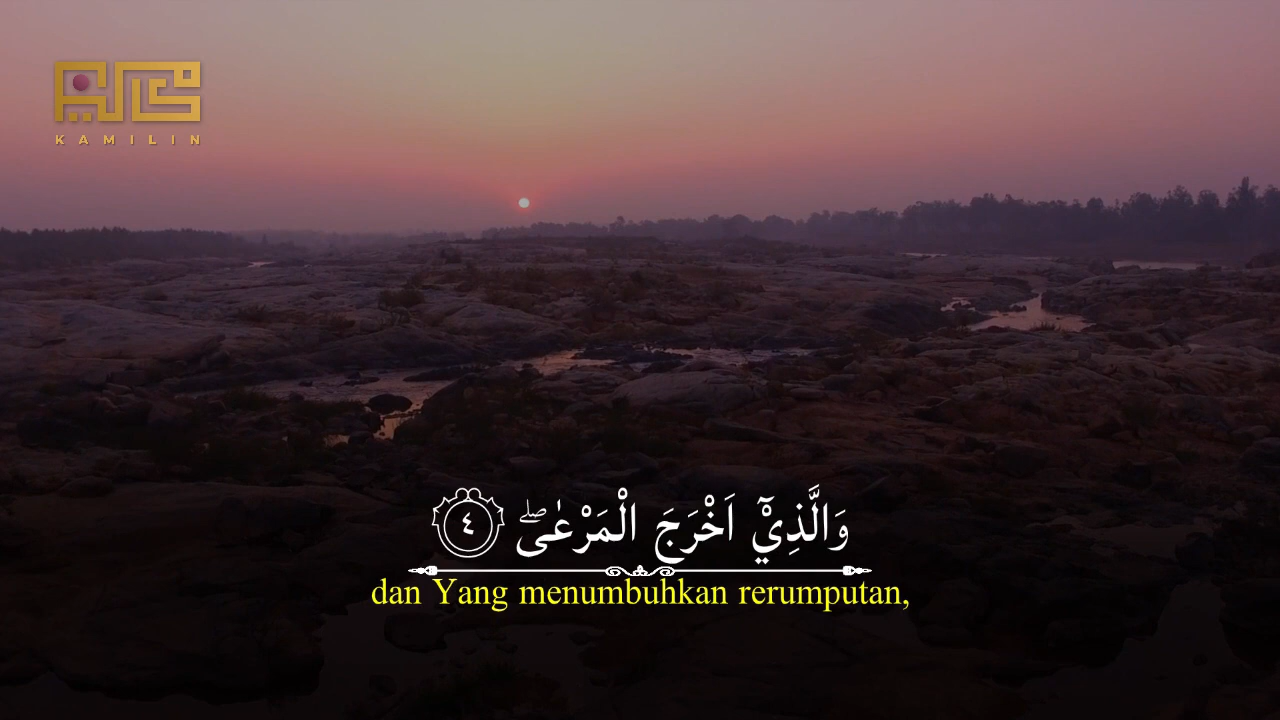 KAMILIN
وَالَّذِيْٓ اَخْرَجَ الْمَرْعٰىۖ ٤
dan Yang menumbuhkan rerumputan,